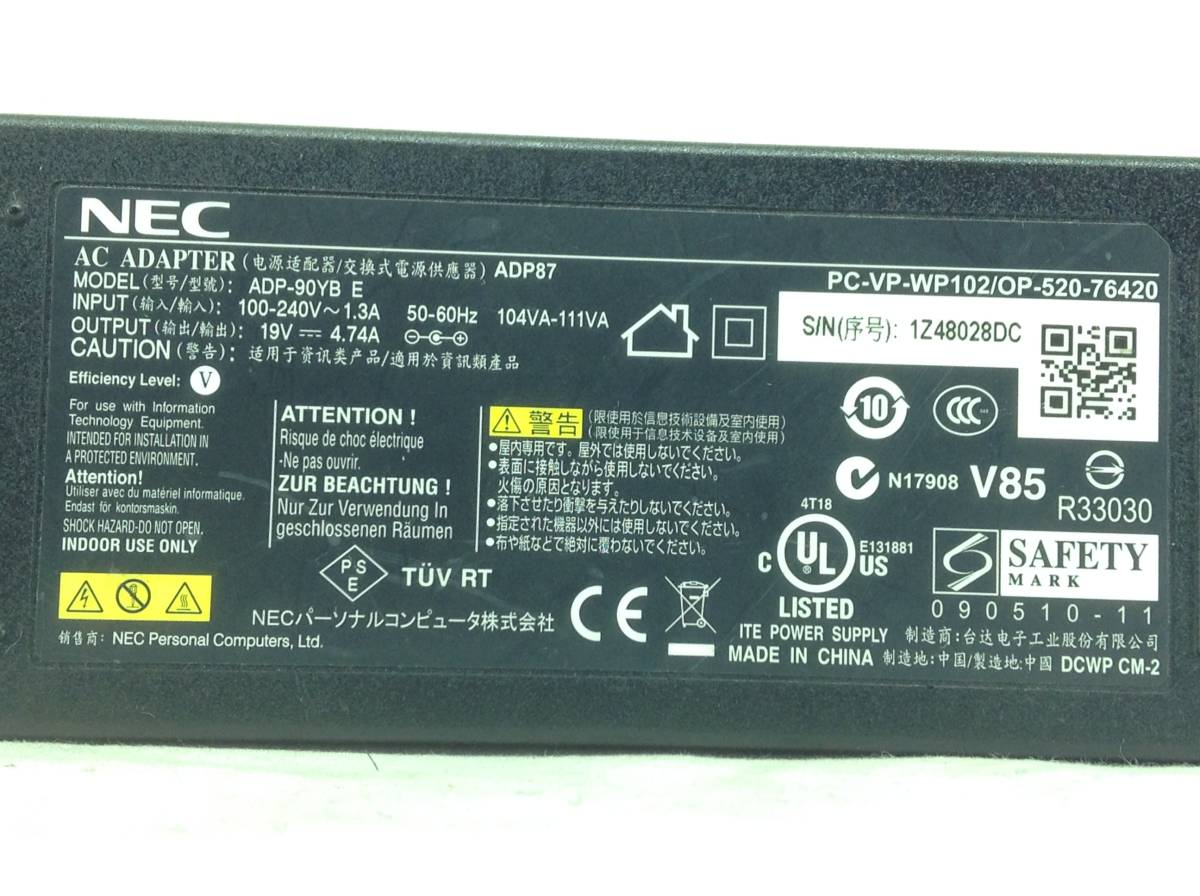 NEC
AC ADAPTER (电源适配器/交換式電源供應器) ADP87
PC-VP-WP102/OP-520-76420
MODEL (型号/型號): ADP-90YB E
INPUT (输入/輸入): 100-240V～1.3A 50-60Hz 104VA-111VA
OUTPUT (输出/輸出): 19V 4.74A
CAUTION (警告): 适用于资讯类产品/適用於資訊類產品
S/N(序号): 1Z48028DC
Efficiency Level: V
For use with Information
Technology Equipment.
INTENDED FOR INSTALLATION IN
A PROTECTED ENVIRONMENT.
Attention!
Utiliser avec du matériel informatique.
Endast för kontorsmaskin.
SHOCK HAZARD-DO NOT OPEN.
INDOOR USE ONLY
ATTENTION !
Risque de choc électrique
-Ne pas ouvrir.
ZUR BEACHTUNG !
Nur Zur Verwendung In
geschlossenen Räumen
警告 (限使用於信息技術設備及室內使用)
(限使用于信息技术设备及室内使用)
●屋内専用です。屋外では使用しないでください。
●表面に接触しながら使用しないでください。
火傷の原因となります。
●落下させたり衝撃を与えたりしないでください。
●指定された機器以外には使用しないでください。
●布や紙などで絶対に覆わないでください。
10
CCC
N17908 V85
R33030
4T18
C UL US
® E131881
LISTED
ITE POWER SUPPLY
SAFETY
MARK
090510-11
PSE
TÜV RT
NECパーソナルコンピュータ株式会社
CE
销售商: NEC Personal Computers, Ltd.
制造商:台达电子工业股份有限公司
MADE IN CHINA 制造地:中国/製造地:中國 DCWP CM-2